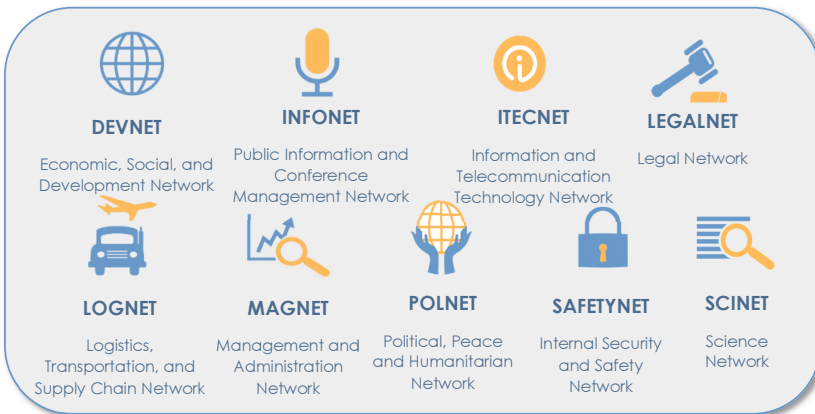 DEVNET
Economic, Social, and
Development Network
INFONET
Public Information and
Conference
Management Network
ITECNET
Information and
Telecommunication
Technology Network
LEGALNET
Legal Network
LOGNET
Logistics,
Transportation, and
Supply Chain Network
MAGNET
Management and
Administration
Network
POLNET
Political, Peace
and Humanitarian
Network
SAFETYNET
Internal Security
and Safety
Network
SCINET
Science
Network